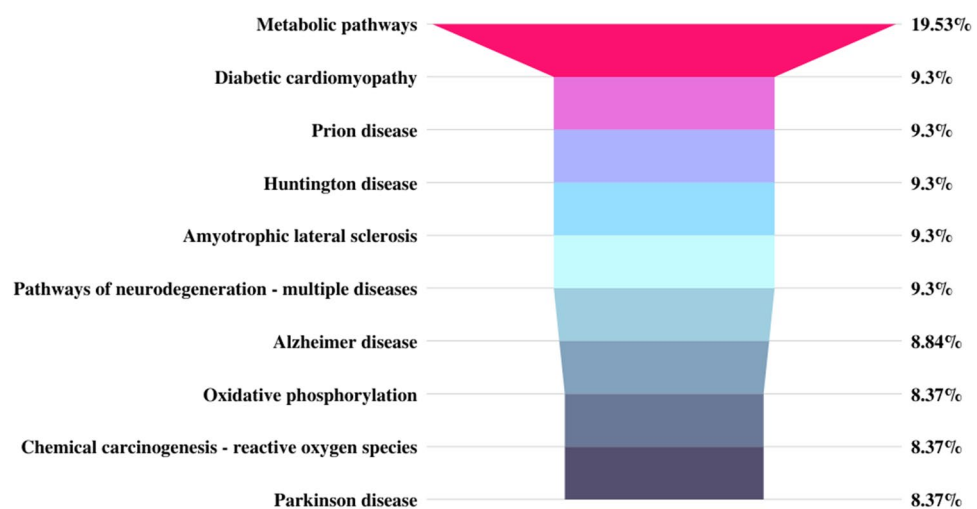 Metabolic pathways 19.53%
Diabetic cardiomyopathy 9.3%
Prion disease 9.3%
Huntington disease 9.3%
Amyotrophic lateral sclerosis 9.3%
Pathways of neurodegeneration - multiple diseases 9.3%
Alzheimer disease 8.84%
Oxidative phosphorylation 8.37%
Chemical carcinogenesis - reactive oxygen species 8.37%
Parkinson disease 8.37%